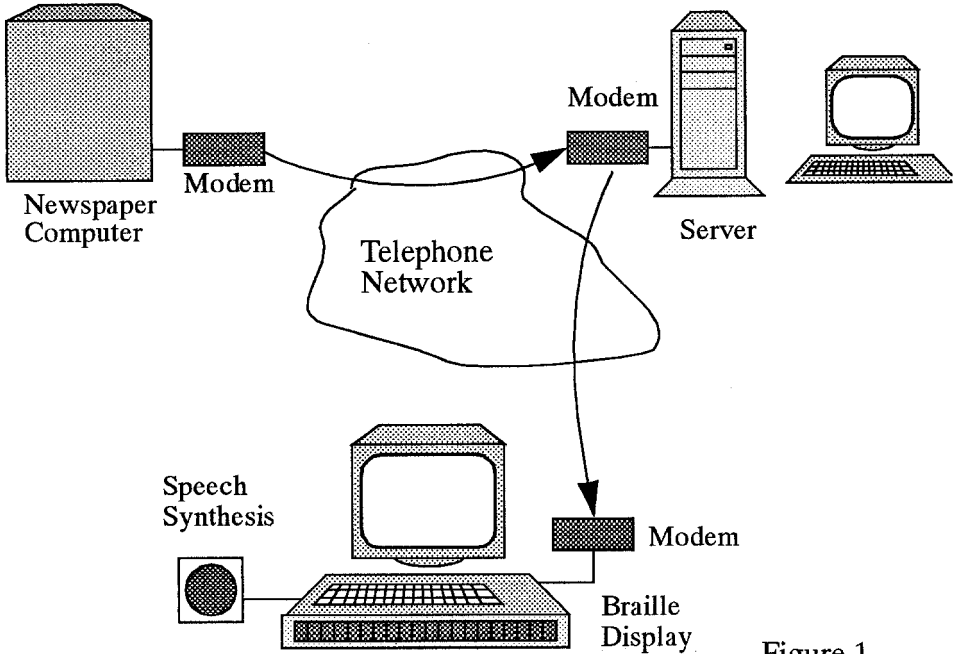 Modem
Modem
Newspaper
Computer
Server
Telephone
Network
Speech
Synthesis
Modem
Braille
Display
Figure 1